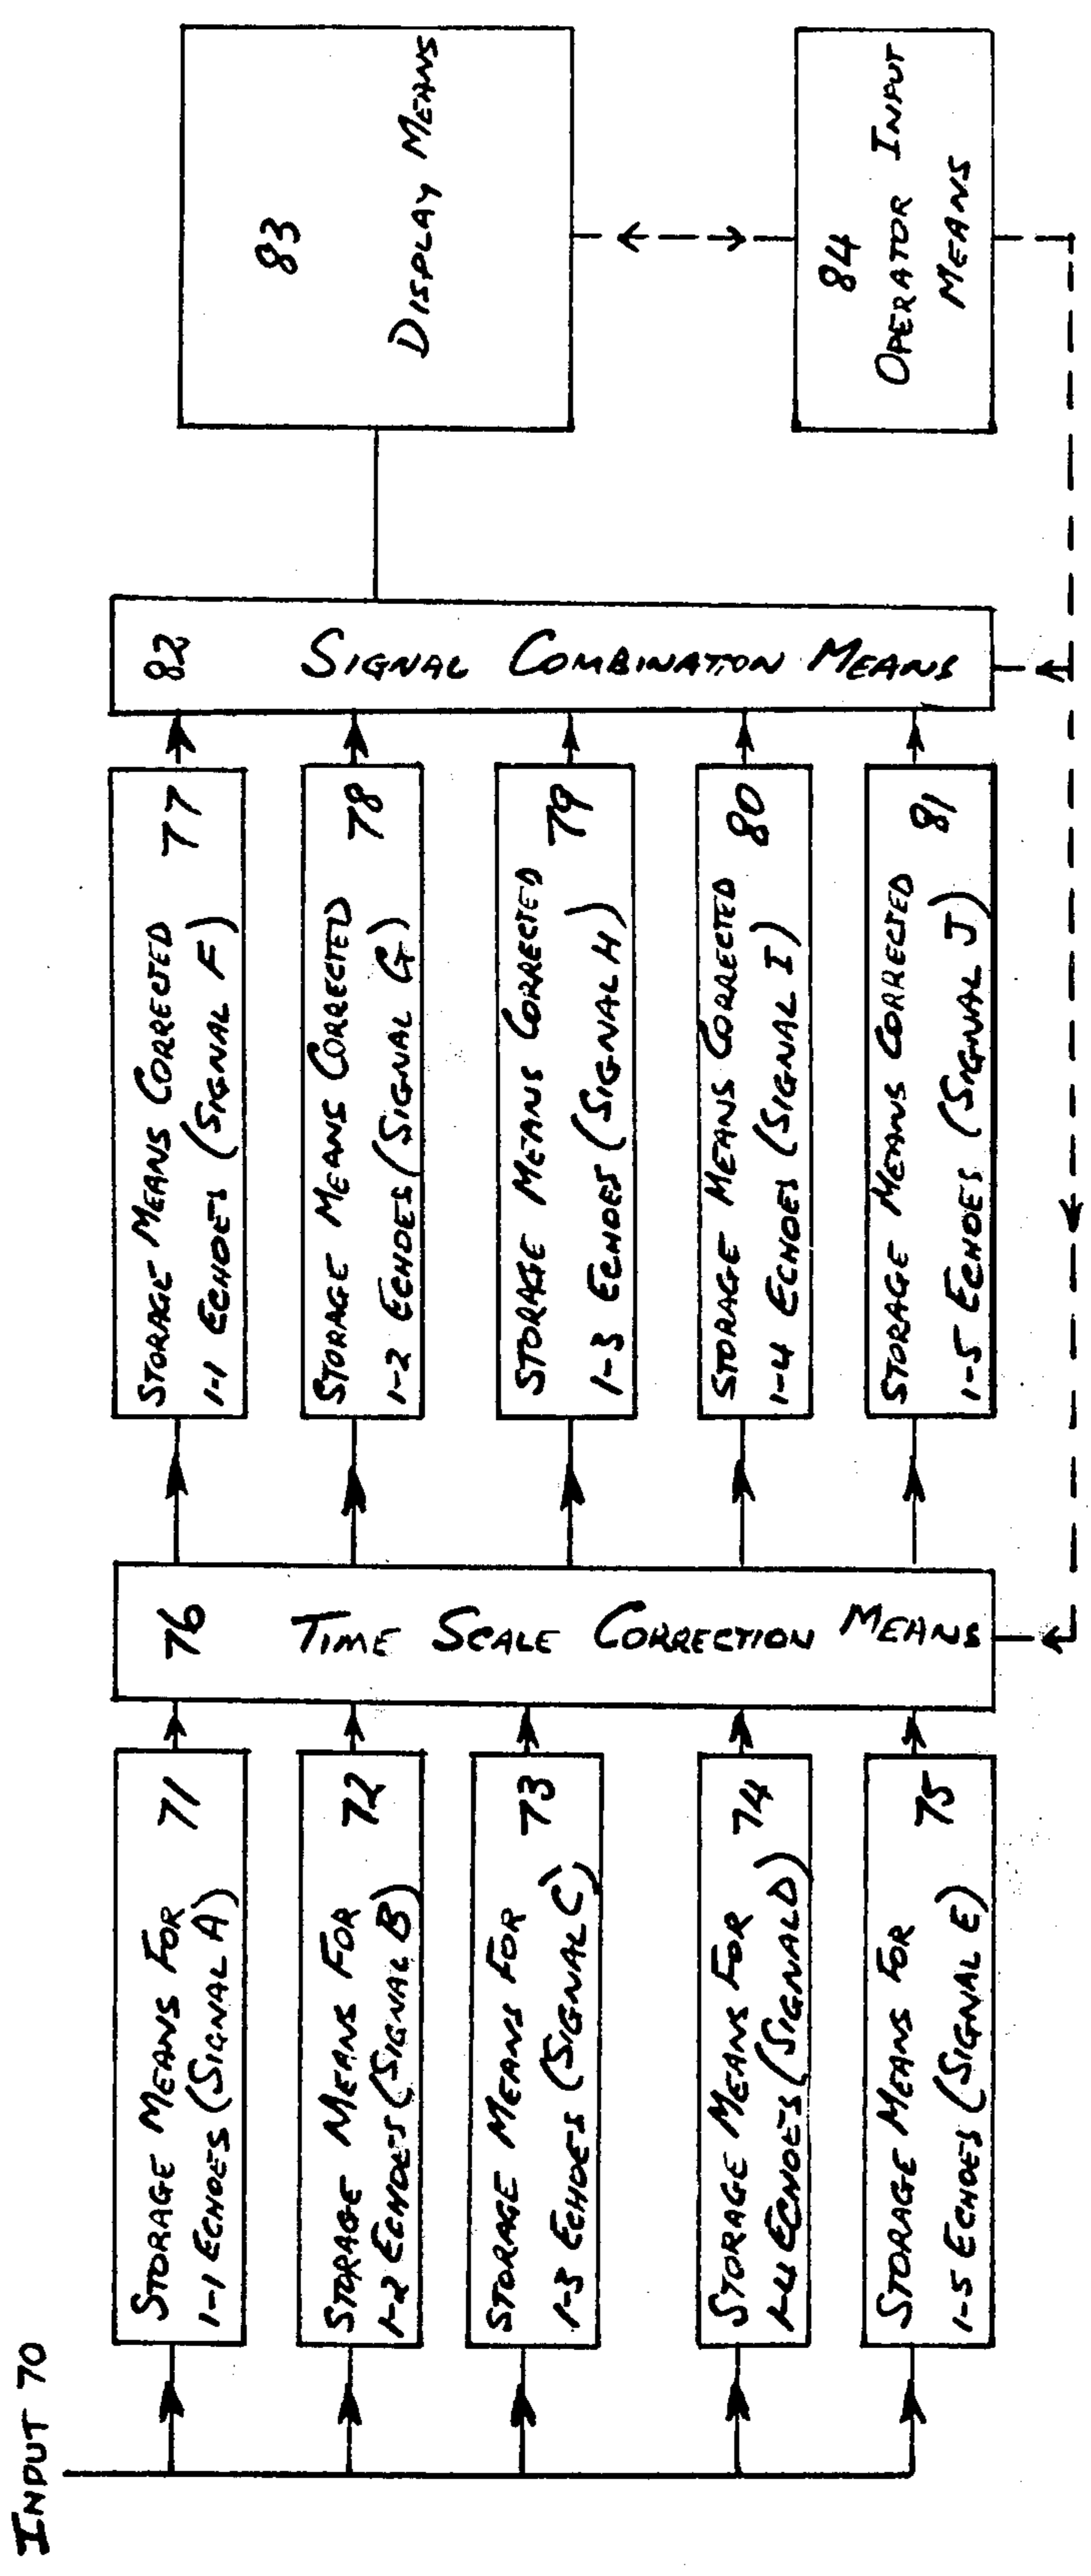 INPUT 70
STORAGE MEANS FOR 71
1-1 ECHOES (SIGNAL A)
STORAGE MEANS FOR 72
1-2 ECHOES (SIGNAL B)
STORAGE MEANS FOR 73
1-3 ECHOES (SIGNAL C)
STORAGE MEANS FOR 74
1-4 ECHOES (SIGNAL D)
STORAGE MEANS FOR 75
1-5 ECHOES (SIGNAL E)
76 TIME SCALE CORRECTION MEANS
STORAGE MEANS CORRECTED 77
1-1 ECHOES (SIGNAL F)
STORAGE MEANS CORRECTED 78
1-2 ECHOES (SIGNAL G)
STORAGE MEANS CORRECTED 79
1-3 ECHOES (SIGNAL H)
STORAGE MEANS CORRECTED 80
1-4 ECHOES (SIGNAL I)
STORAGE MEANS CORRECTED 81
1-5 ECHOES (SIGNAL J)
82 SIGNAL COMBINATION MEANS
83
DISPLAY MEANS
84
OPERATOR INPUT
MEANS